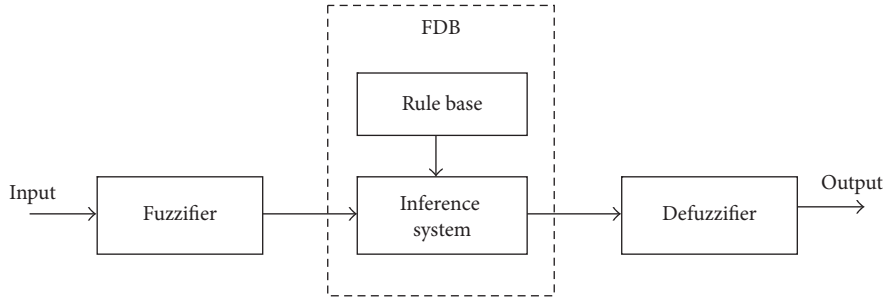 FDB
Rule base
Input
Fuzzifier
Inference
system
Defuzzifier
Output